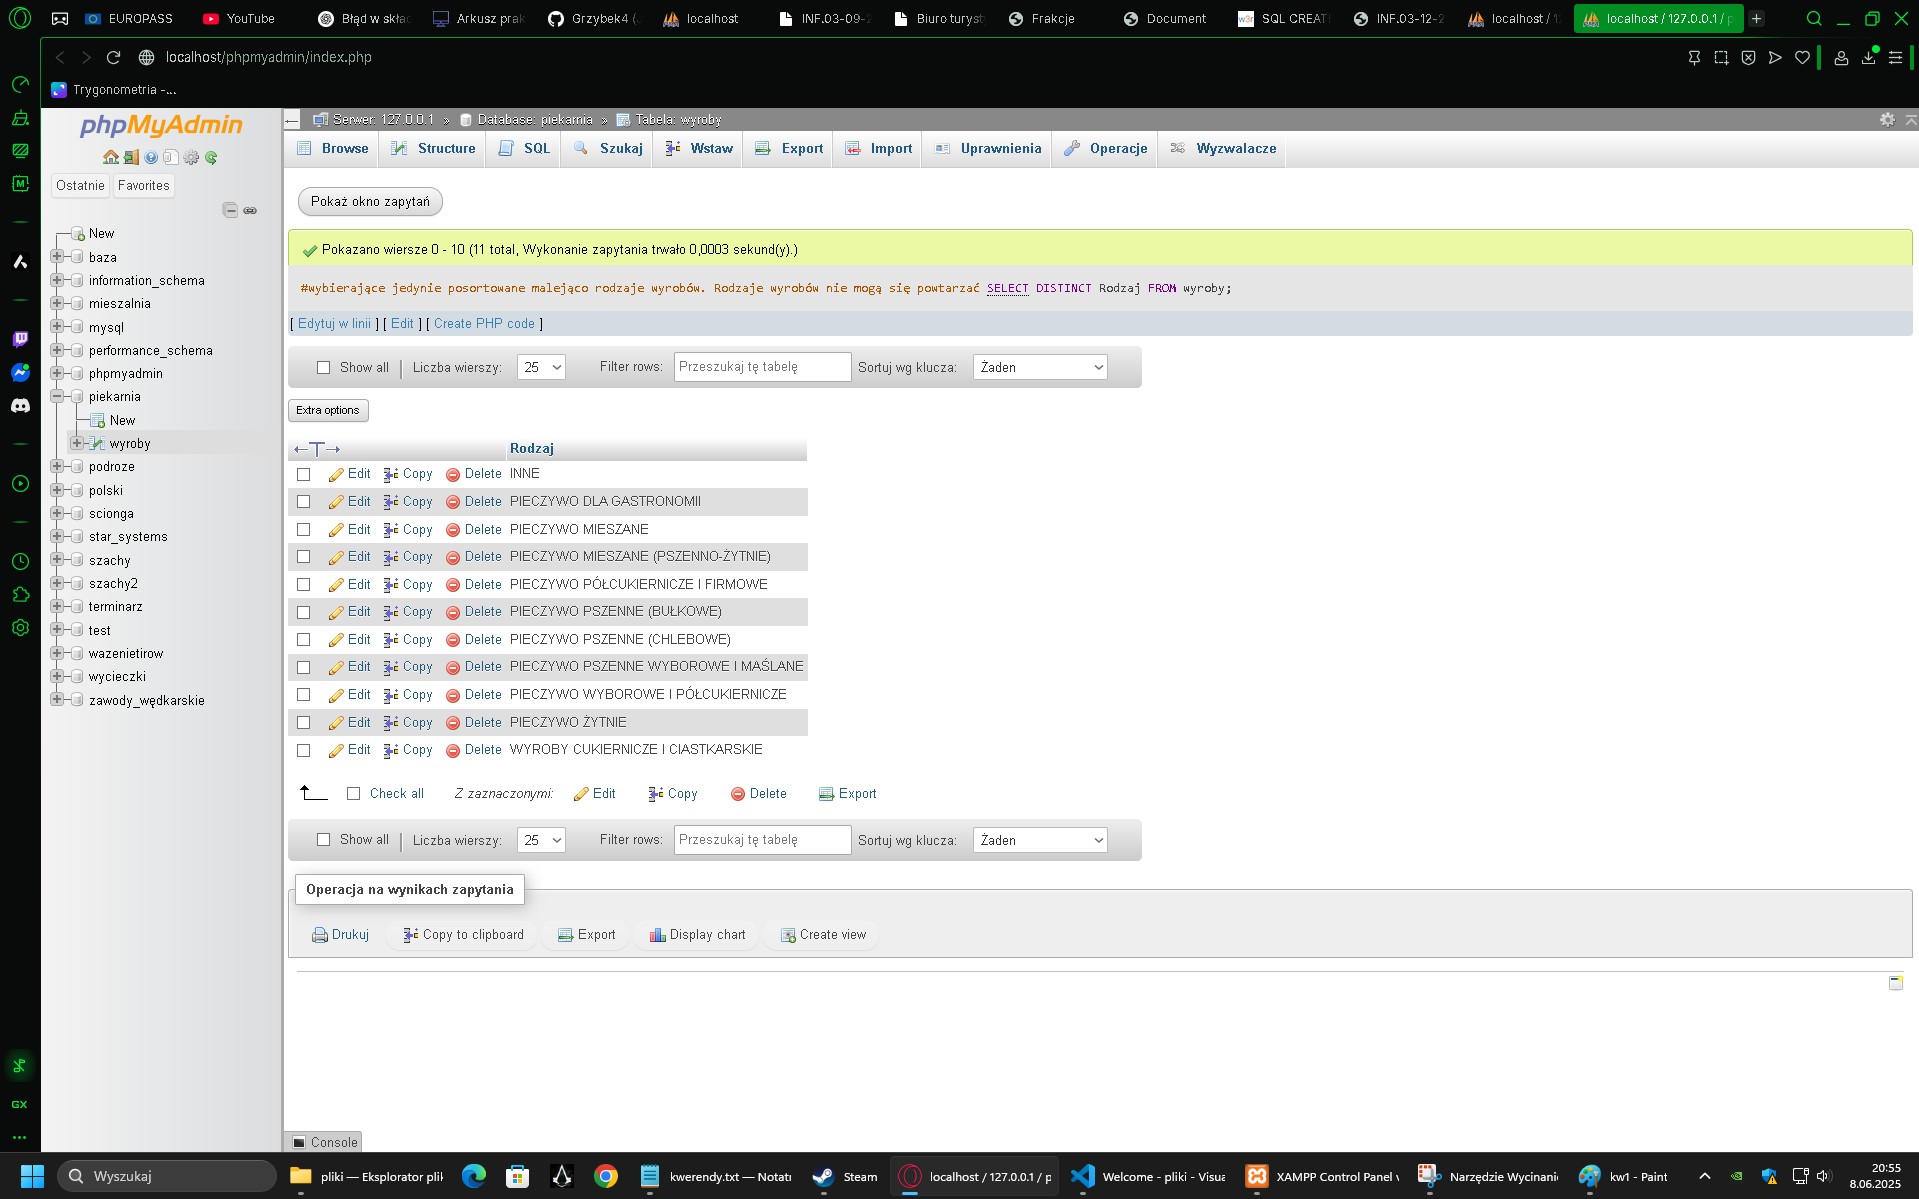 EUROPASS
YouTube
Błąd w skła
Arkusz prak
Grzybek4 (J
localhost
INF.03-09-2
Biuro turyst
Frakcje
Document
SQL CREAT
INF.03-12-2
localhost / 12
localhost / 127.0.0.1 / p
localhost/phpmyadmin/index.php
Trygonometria -...
phpMyAdmin
Ostatnie
Favorites
New
baza
information_schema
mieszalnia
mysql
performance_schema
phpmyadmin
piekarnia
New
wyroby
podroze
polski
scionga
star_systems
szachy
szachy2
terminarz
test
wazenietirow
wycieczki
zawody_wędkarskie
Serwer: 127.0.0.1 » Database: piekarnia » Tabela: wyroby
Browse Structure SQL Szukaj Wstaw Export Import Uprawnienia Operacje Wyzwalacze
Pokaż okno zapytań
Pokazano wiersze 0 - 10 (11 total, Wykonanie zapytania trwało 0,0003 sekund(y).)
#wybierające jedynie posortowane malejąco rodzaje wyrobów. Rodzaje wyrobów nie mogą się powtarzać SELECT DISTINCT Rodzaj FROM wyroby;
[ Edytuj w linii ] [ Edit ] [ Create PHP code ]
Show all | Liczba wierszy: 25 Filter rows: Przeszukaj tę tabelę Sortuj wg klucza: Żaden
Extra options
←T→ Rodzaj
Edit Copy Delete INNE
Edit Copy Delete PIECZYWO DLA GASTRONOMII
Edit Copy Delete PIECZYWO MIESZANE
Edit Copy Delete PIECZYWO MIESZANE (PSZENNO-ŻYTNIE)
Edit Copy Delete PIECZYWO PÓŁCUKIERNICZE I FIRMOWE
Edit Copy Delete PIECZYWO PSZENNE (BUŁKOWE)
Edit Copy Delete PIECZYWO PSZENNE (CHLEBOWE)
Edit Copy Delete PIECZYWO PSZENNE WYBOROWE I MAŚLANE
Edit Copy Delete PIECZYWO WYBOROWE I PÓŁCUKIERNICZE
Edit Copy Delete PIECZYWO ŻYTNIE
Edit Copy Delete WYROBY CUKIERNICZE I CIASTKARSKIE
Check all Z zaznaczonymi: Edit Copy Delete Export
Show all | Liczba wierszy: 25 Filter rows: Przeszukaj tę tabelę Sortuj wg klucza: Żaden
Operacja na wynikach zapytania
Drukuj Copy to clipboard Export Display chart Create view
Console
GX
Wyszukaj
pliki — Eksplorator plik
kwerendy.txt — Notatı
Steam
localhost / 127.0.0.1 / p
Welcome - pliki - Visua
XAMPP Control Panel v
Narzędzie Wycinani
kw1 - Paint
20:55
8.06.2025